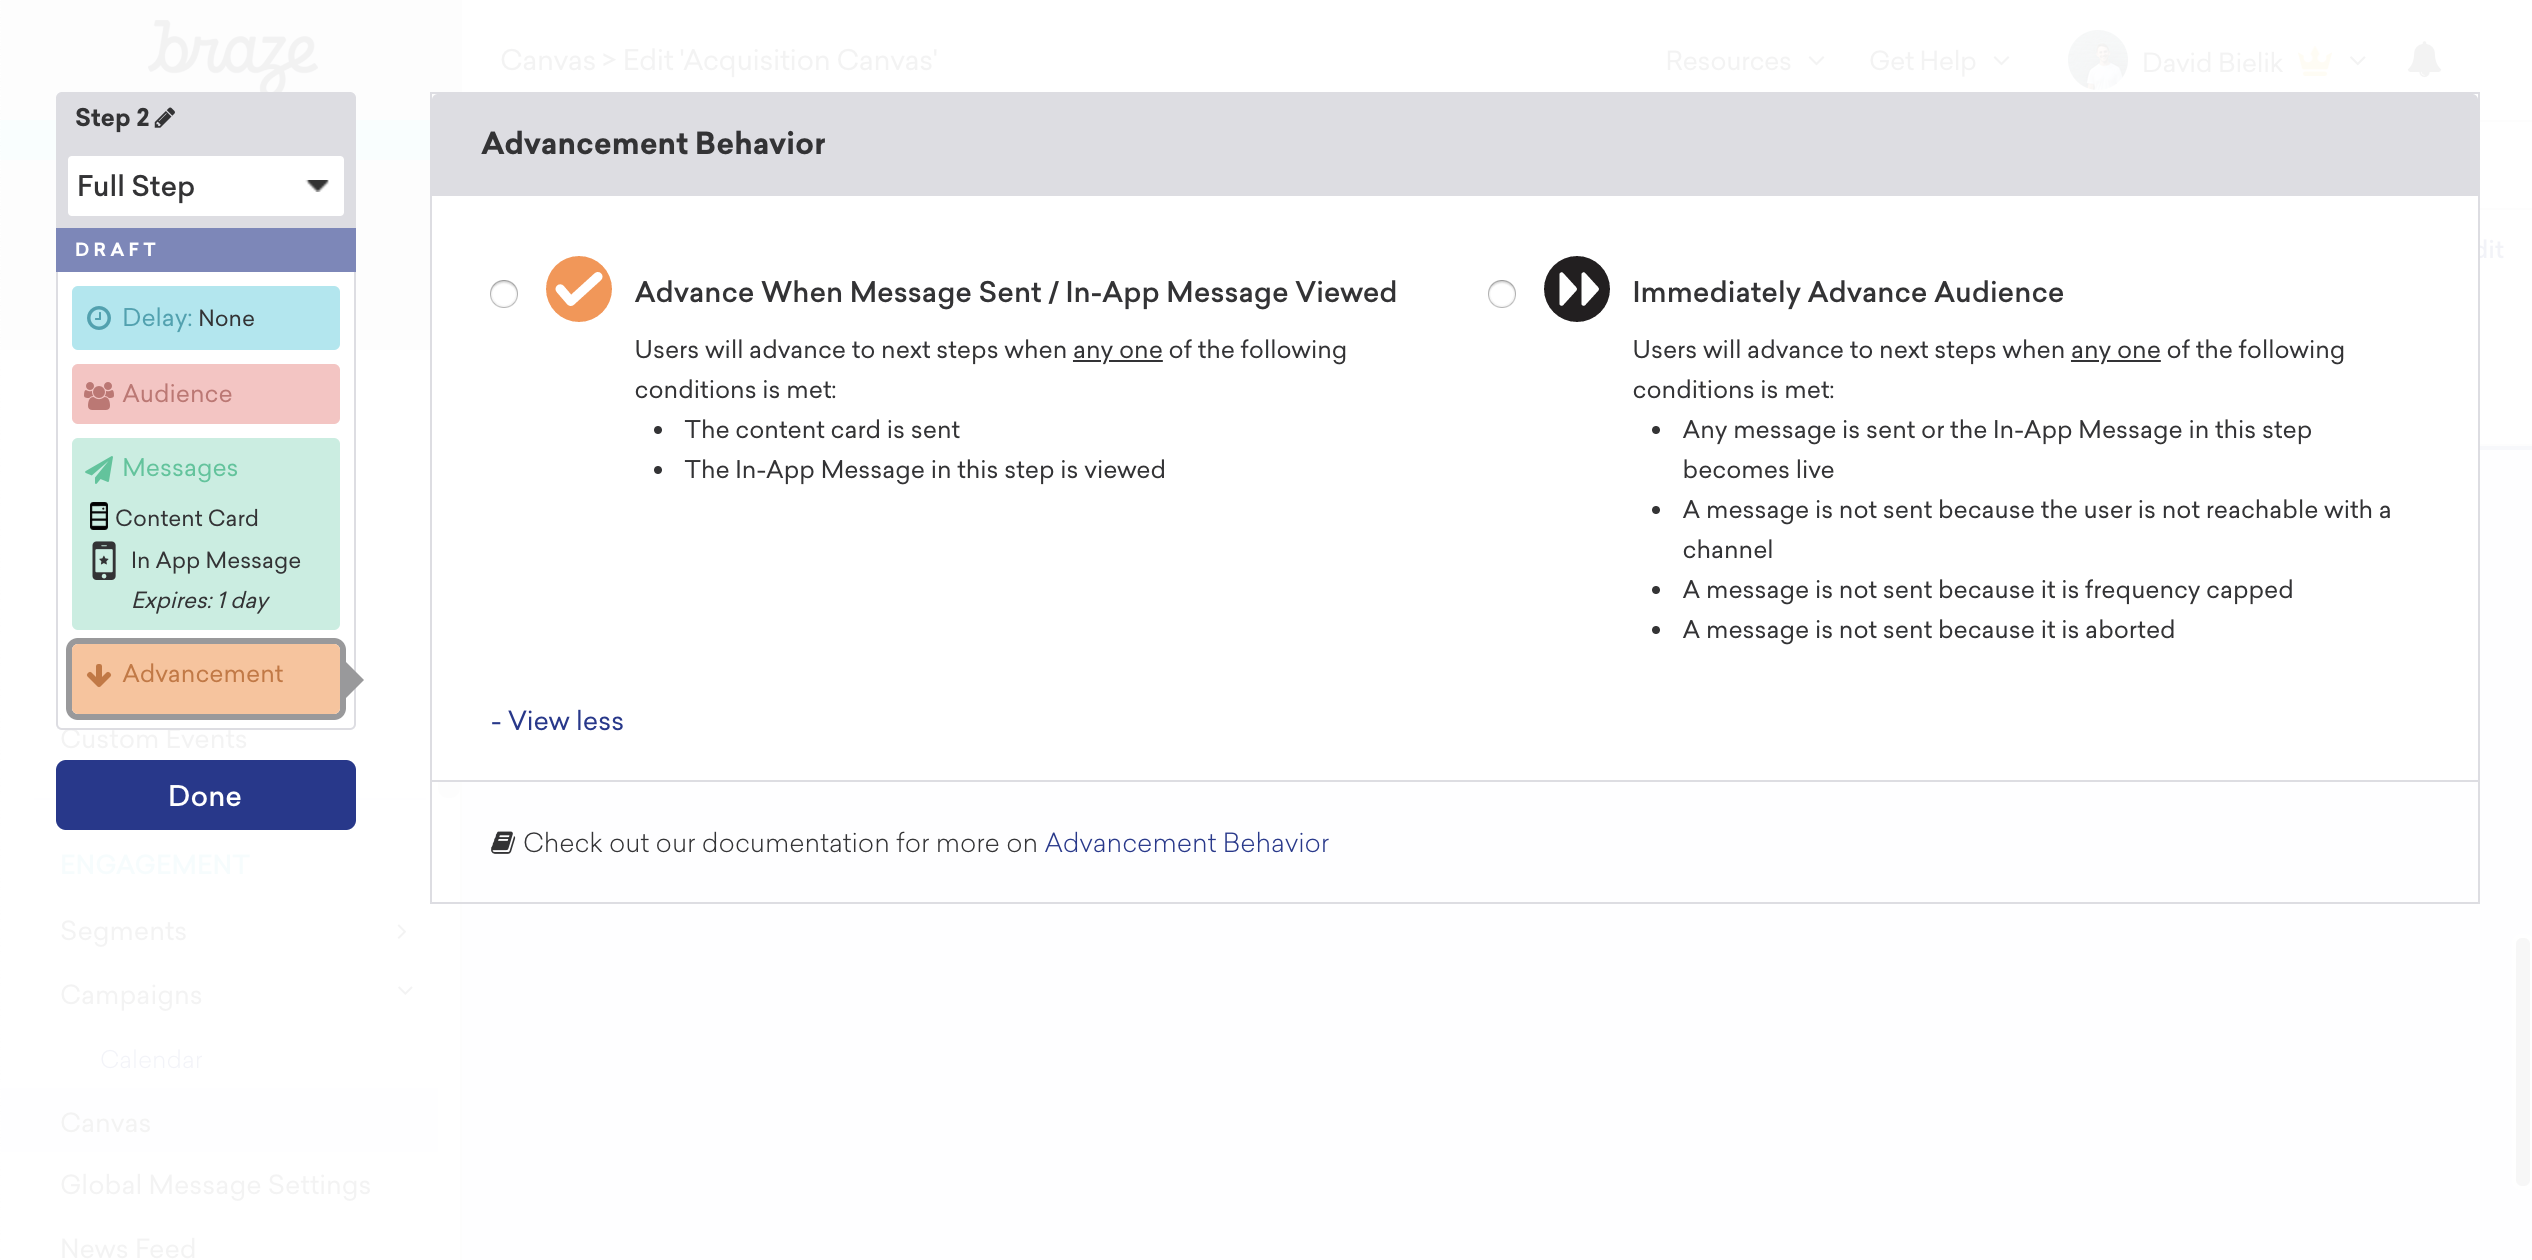 braze
Canvas > Edit 'Acquisition Canvas'
Resources
Get Help
David Bielik
Step 2
Full Step
DRAFT
Delay: None
Audience
Messages
Content Card
In App Message
Expires: 1 day
Advancement
Custom Events
Done
ENGAGEMENT
Segments
Campaigns
Calendar
Canvas
Global Message Settings
News Feed
Advancement Behavior
Advance When Message Sent / In-App Message Viewed
Users will advance to next steps when any one of the following
conditions is met:
• The content card is sent
• The In-App Message in this step is viewed
Immediately Advance Audience
Users will advance to next steps when any one of the following
conditions is met:
• Any message is sent or the In-App Message in this step
becomes live
• A message is not sent because the user is not reachable with a
channel
• A message is not sent because it is frequency capped
• A message is not sent because it is aborted
- View less
Check out our documentation for more on Advancement Behavior